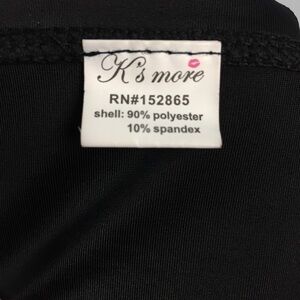 K's more
RN#152865
shell: 90% polyester
10% spandex